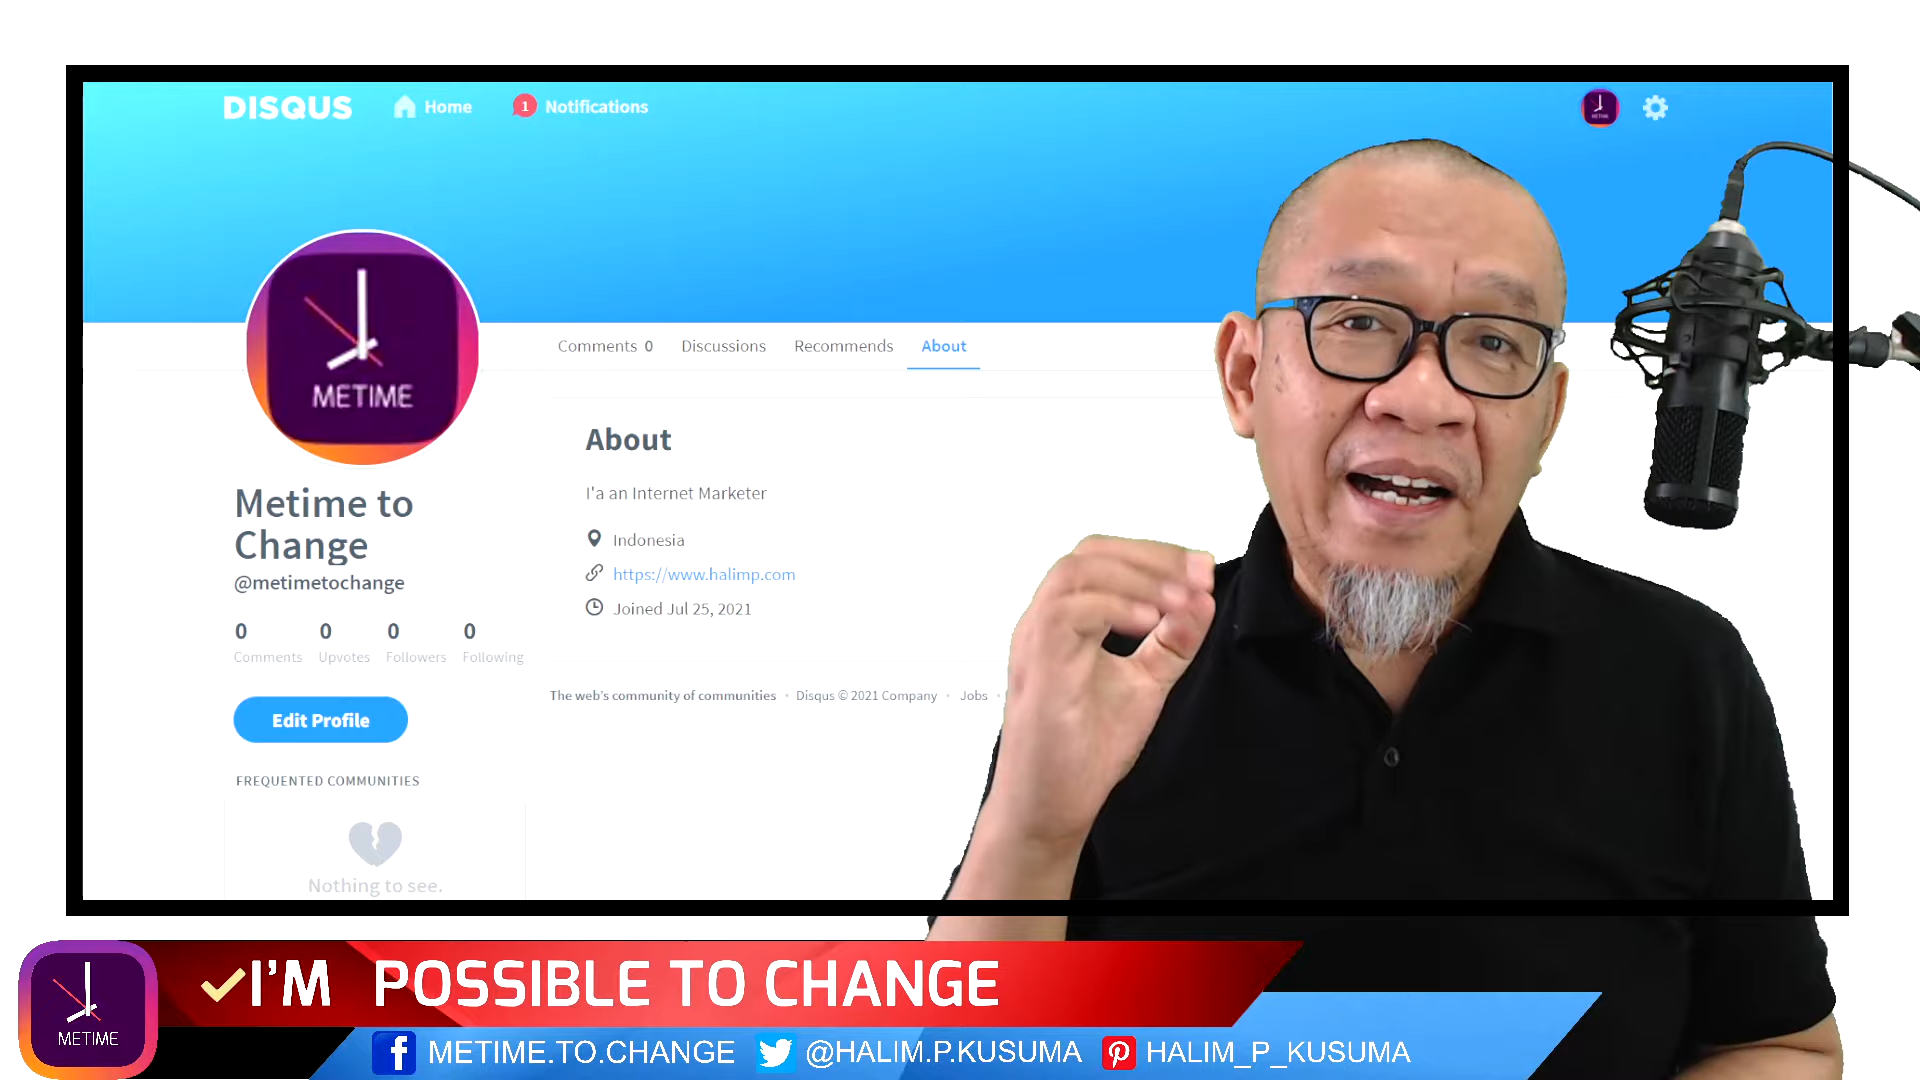 DISQUS Home 1 Notifications
METIME
Comments 0 Discussions Recommends About
METIME
Metime to
Change
@metimetochange
0 0 0 0
Comments Upvotes Followers Following
Edit Profile
FREQUENTED COMMUNITIES
Nothing to see.
About
I'a an Internet Marketer
Indonesia
https://www.halimp.com
Joined Jul 25, 2021
The web's community of communities • Disqus © 2021 Company • Jobs •
METIME
I'M POSSIBLE TO CHANGE
METIME.TO.CHANGE @HALIM.P.KUSUMA HALIM_P_KUSUMA